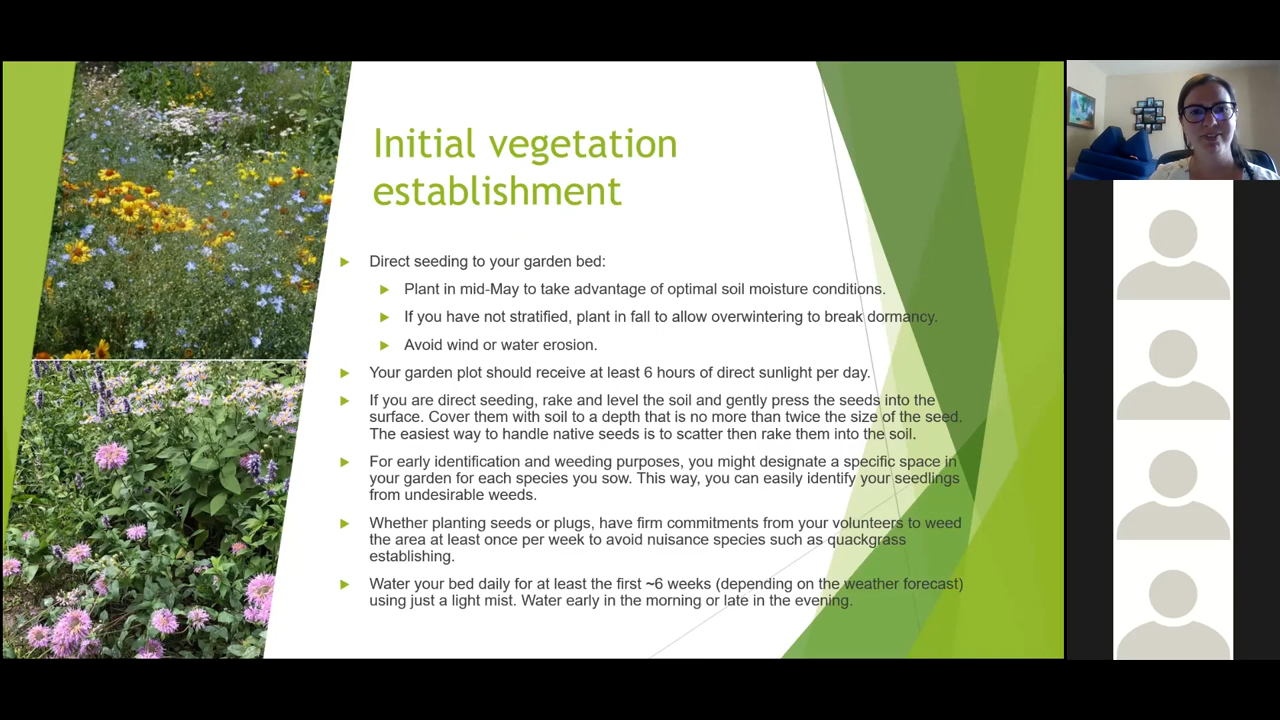 Initial vegetation
establishment
Direct seeding to your garden bed:
Plant in mid-May to take advantage of optimal soil moisture conditions.
If you have not stratified, plant in fall to allow overwintering to break dormancy.
Avoid wind or water erosion.
Your garden plot should receive at least 6 hours of direct sunlight per day.
If you are direct seeding, rake and level the soil and gently press the seeds into the
surface. Cover them with soil to a depth that is no more than twice the size of the seed.
The easiest way to handle native seeds is to scatter then rake them into the soil.
For early identification and weeding purposes, you might designate a specific space in
your garden for each species you sow. This way, you can easily identify your seedlings
from undesirable weeds.
Whether planting seeds or plugs, have firm commitments from your volunteers to weed
the area at least once per week to avoid nuisance species such as quackgrass
establishing.
Water your bed daily for at least the first ~6 weeks (depending on the weather forecast)
using just a light mist. Water early in the morning or late in the evening.